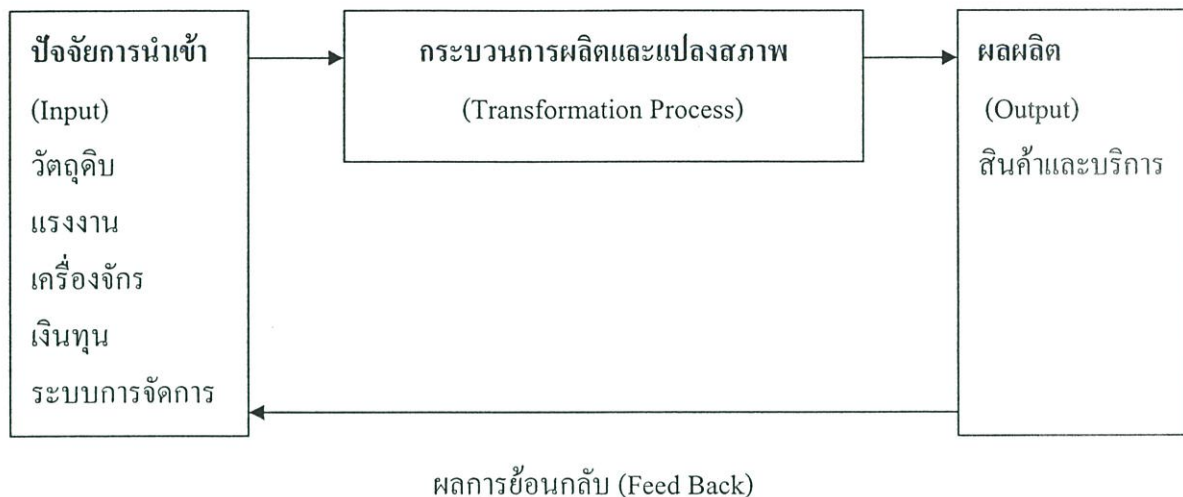 ปัจจัยการนำเข้า
(Input)
วัตถุดิบ
แรงงาน
เครื่องจักร
เงินทุน
ระบบการจัดการ
กระบวนการผลิตและแปลงสภาพ
(Transformation Process)
ผลผลิต
(Output)
สินค้าและบริการ
ผลการย้อนกลับ (Feed Back)